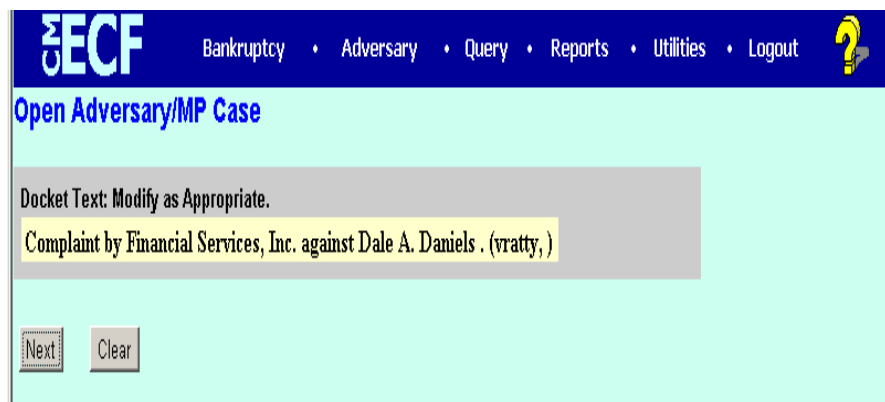 CM ECF Bankruptcy • Adversary • Query • Reports • Utilities • Logout ?
Open Adversary/MP Case
Docket Text: Modify as Appropriate.
Complaint by Financial Services, Inc. against Dale A. Daniels . (vratty, )
Next Clear